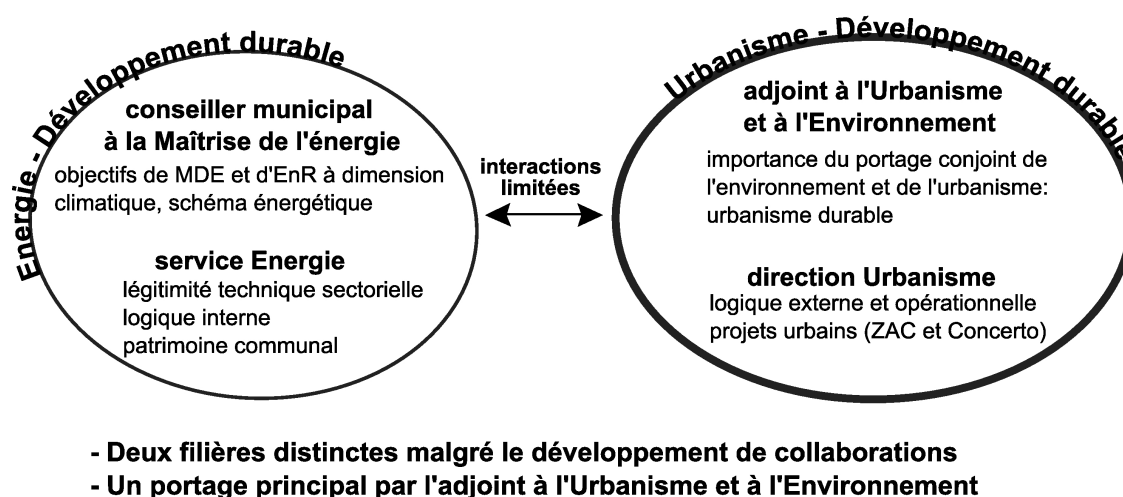 Energie - Développement durable
conseiller municipal
à la Maîtrise de l'énergie
objectifs de MDE et d'EnR à dimension
climatique, schéma énergétique
service Energie
légitimité technique sectorielle
logique interne
patrimoine communal
interactions
limitées
Urbanisme - Développement durable
adjoint à l'Urbanisme
et à l'Environnement
importance du portage conjoint de
l'environnement et de l'urbanisme:
urbanisme durable
direction Urbanisme
logique externe et opérationnelle
projets urbains (ZAC et Concerto)
- Deux filières distinctes malgré le développement de collaborations
- Un portage principal par l'adjoint à l'Urbanisme et à l'Environnement